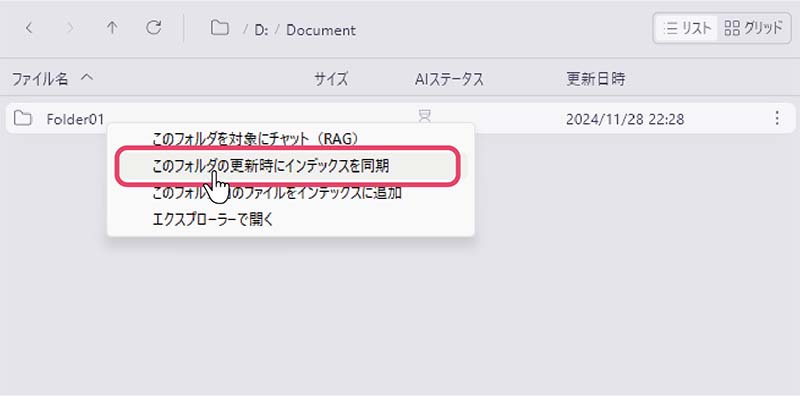 / D: / Document
リスト
グリッド
ファイル名
サイズ
AIステータス
更新日時
Folder01
2024/11/28 22:28
このフォルダを対象にチャット（RAG）
このフォルダの更新時にインデックスを同期
このフォル のファイルをインデックスに追加
エクスプローラーで開く